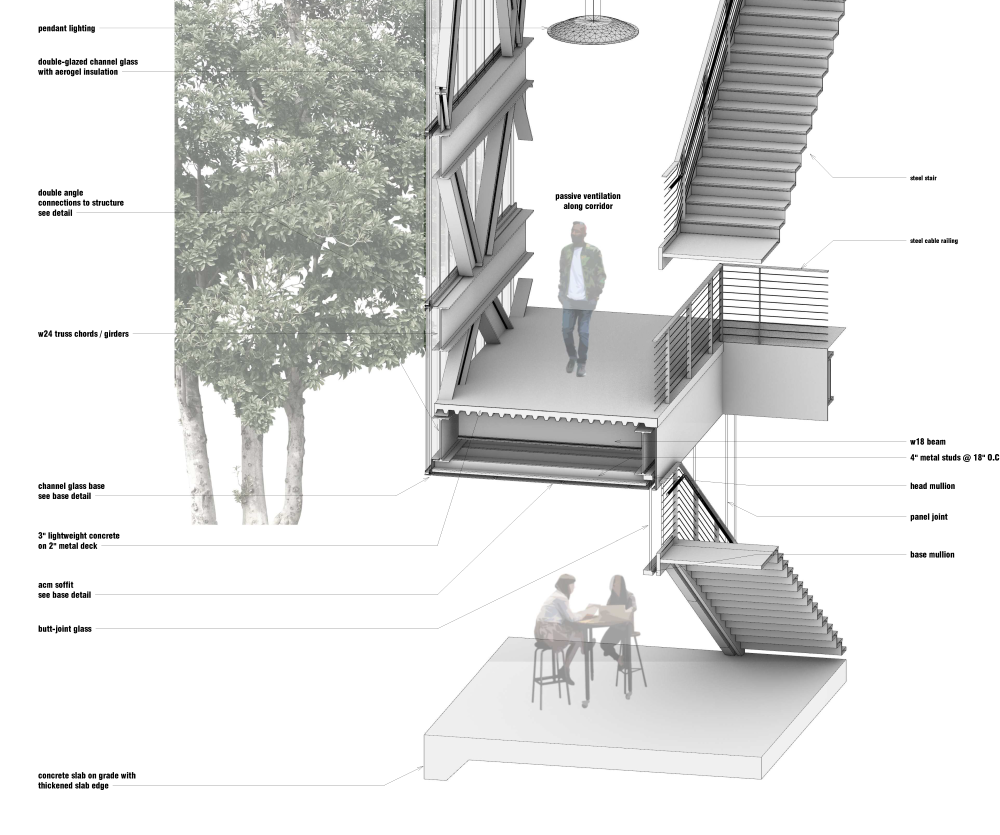 pendant lighting
double-glazed channel glass
with aerogel insulation
double angle
connections to structure
see detail
passive ventilation
along corridor
steel stair
steel cable railing
w24 truss chords / girders
w18 beam
4" metal studs @ 18" O.C
channel glass base
see base detail
head mullion
panel joint
3" lightweight concrete
on 2" metal deck
base mullion
acm soffit
see base detail
butt-joint glass
concrete slab on grade with
thickened slab edge